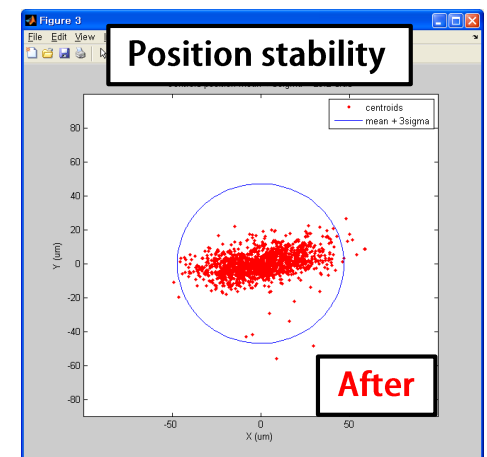 Figure 3
File Edit View
Position stability
centroids
mean + 3sigma
80
60
40
20
0
-20
-40
-60
-80
Y (um)
-50 0 50
X (um)
After